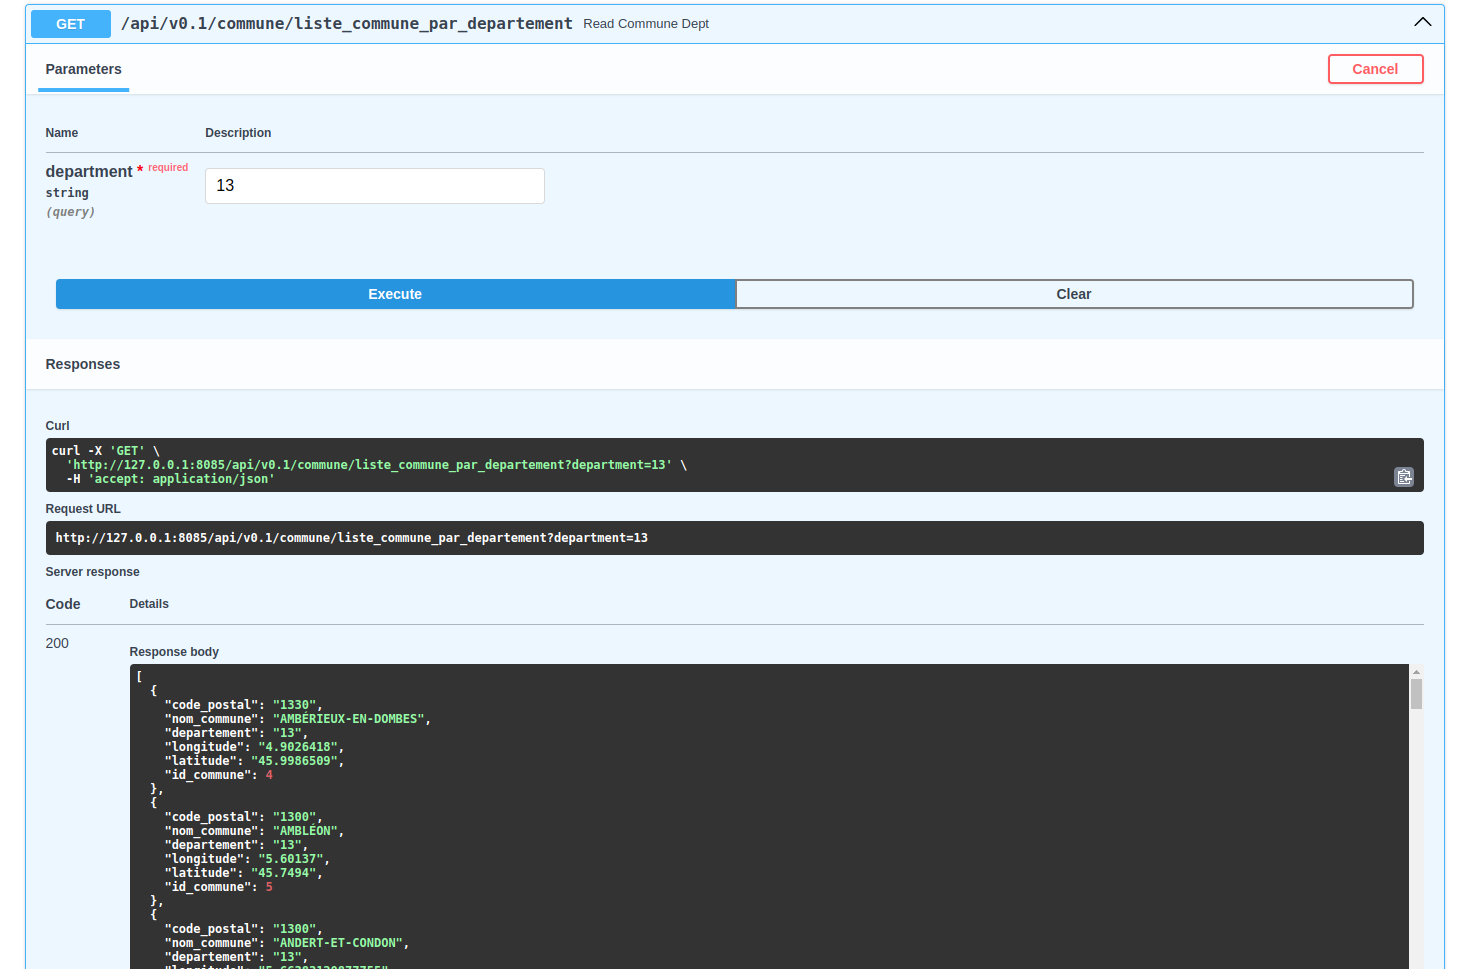 GET /api/v0.1/commune/liste_commune_par_departement Read Commune Dept
Parameters
Cancel
Name Description
department * required
string
(query)
13
Execute
Clear
Responses
Curl
curl -X 'GET' \
  'http://127.0.0.1:8085/api/v0.1/commune/liste_commune_par_departement?department=13' \
  -H 'accept: application/json'
Request URL
http://127.0.0.1:8085/api/v0.1/commune/liste_commune_par_departement?department=13
Server response
Code Details
200
Response body
[
  {
    "code_postal": "1330",
    "nom_commune": "AMBÉRIEUX-EN-DOMBES",
    "departement": "13",
    "longitude": "4.9026418",
    "latitude": "45.9986509",
    "id_commune": 4
  },
  {
    "code_postal": "1300",
    "nom_commune": "AMBLÉON",
    "departement": "13",
    "longitude": "5.60137",
    "latitude": "45.7494",
    "id_commune": 5
  },
  {
    "code_postal": "1300",
    "nom_commune": "ANDERT-ET-CONDON",
    "departement": "13",